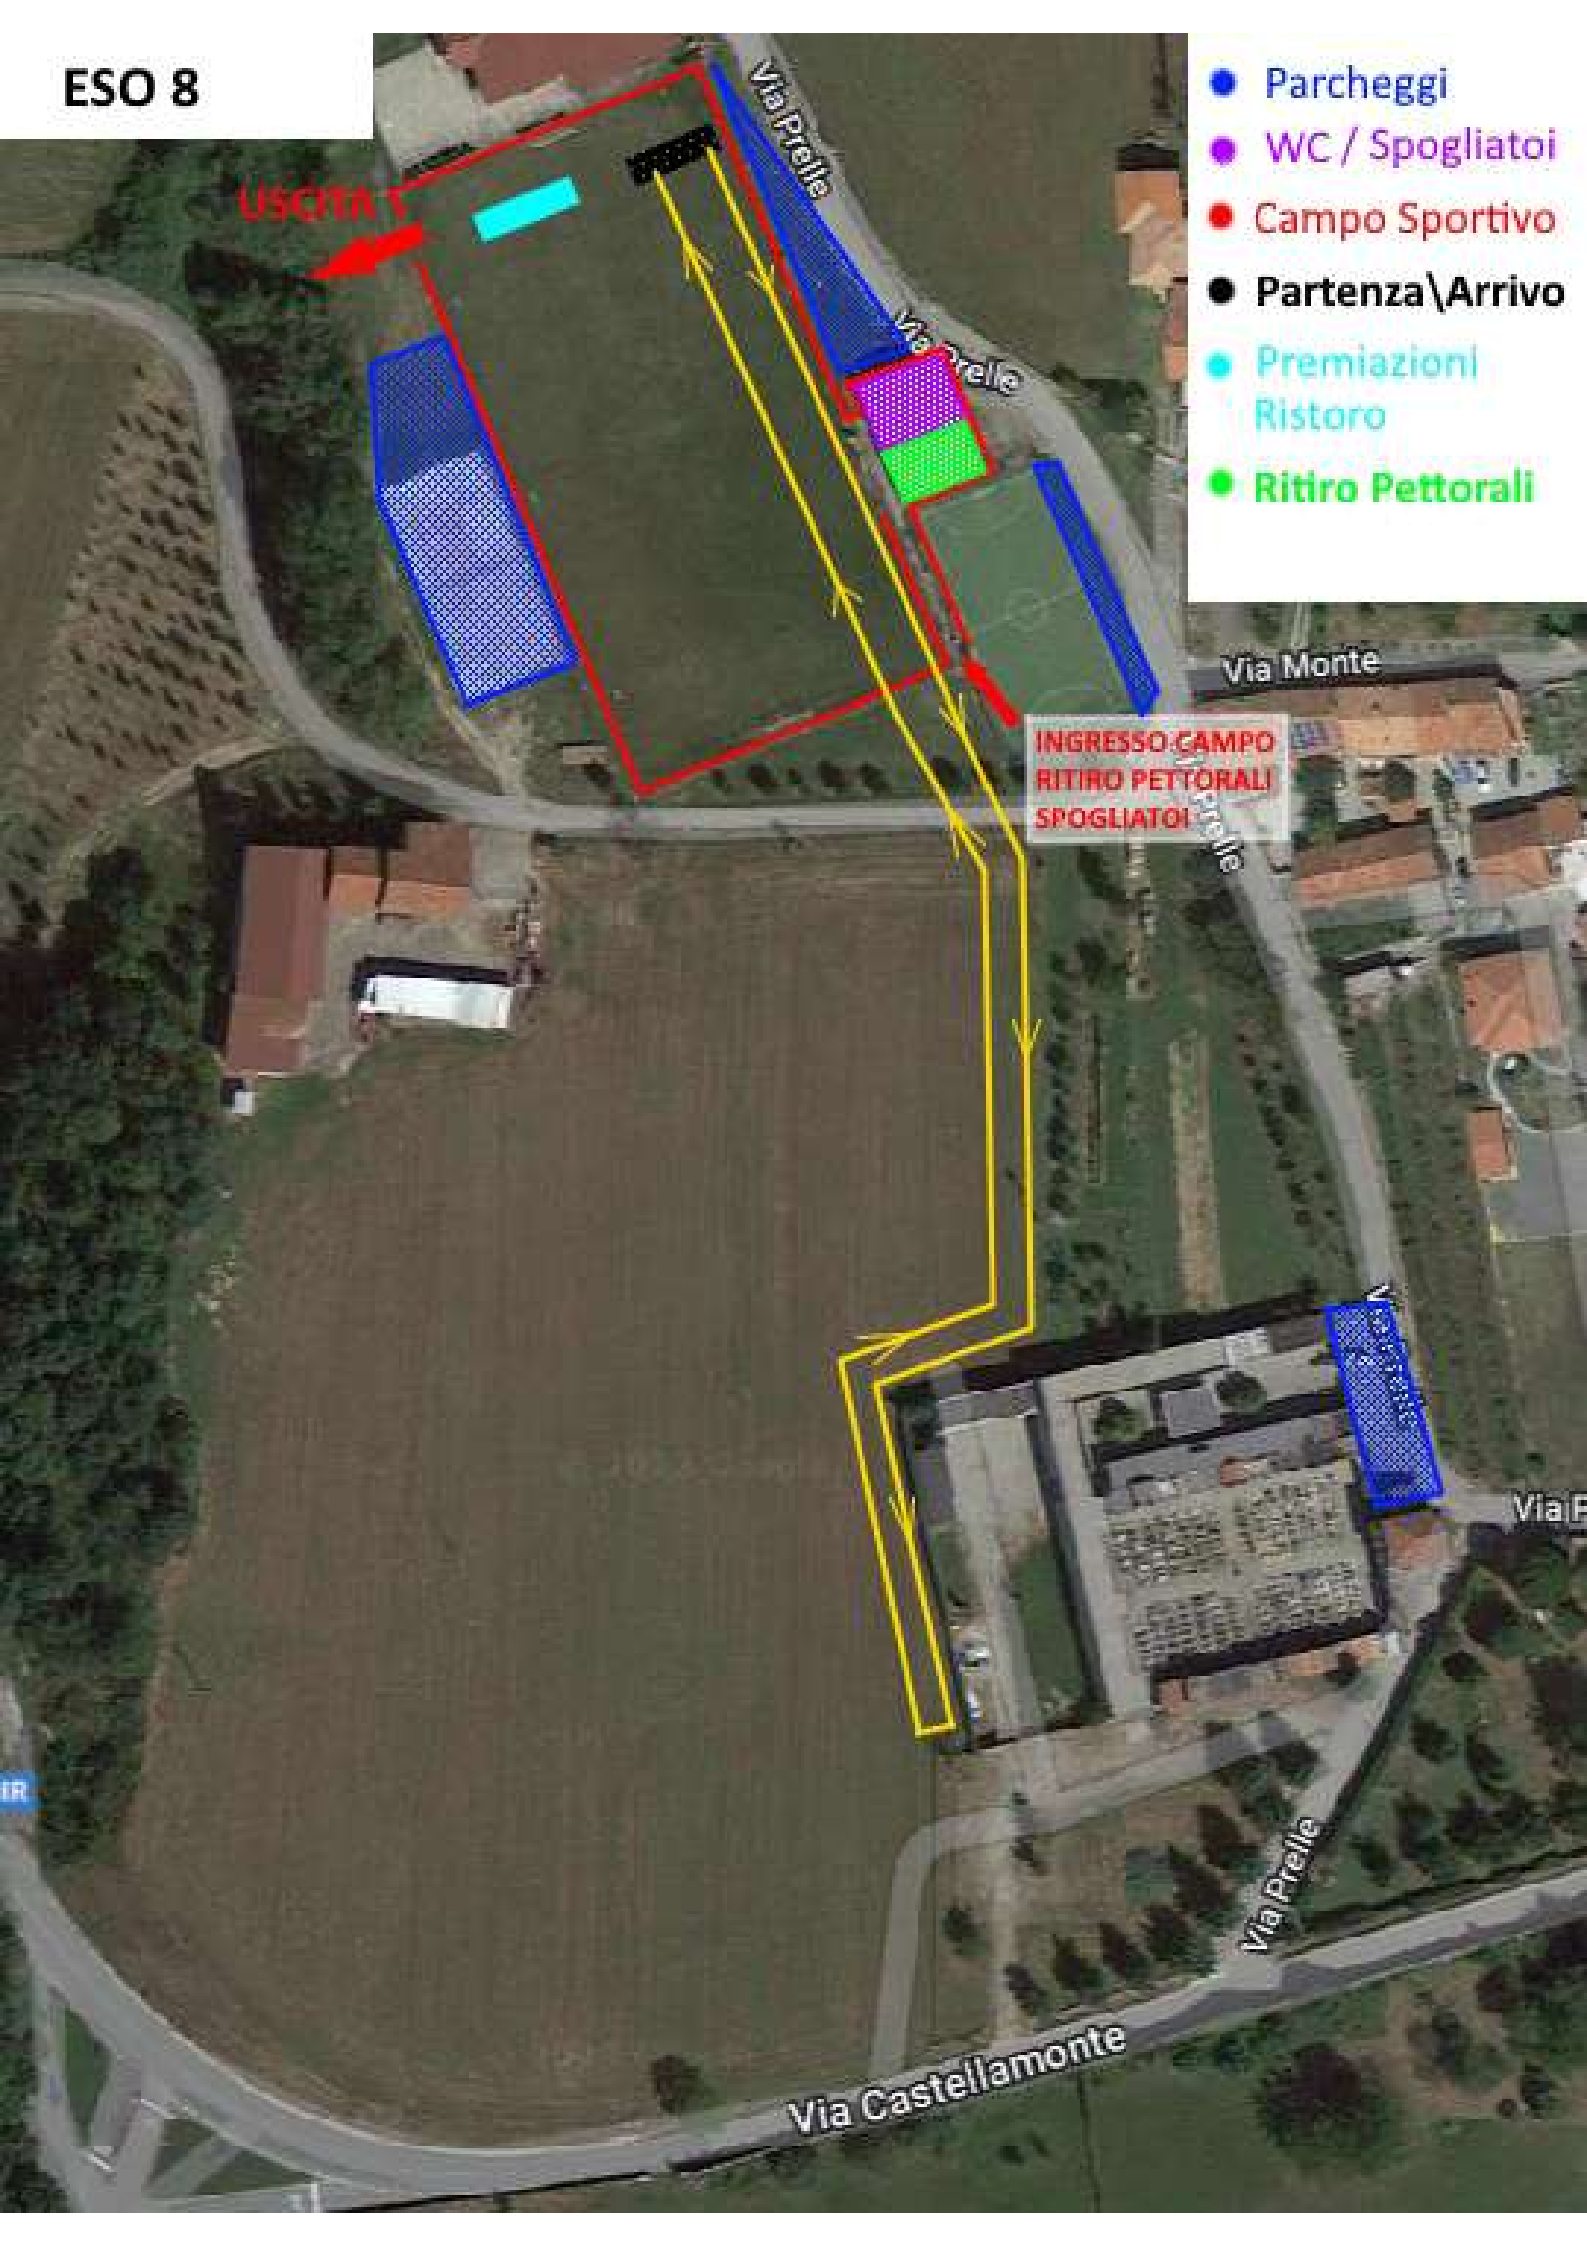 ESO 8
Parcheggi
WC / Spogliatoi
Campo Sportivo
Partenza\Arrivo
Premiazioni
Ristoro
Ritiro Pettorali
Via Prelle
USCITA
Via Prelle
Via Monte
INGRESSO CAMPO
RITIRO PETTORALI
SPOGLIATOI
Prelle
Via P
IR
Via Prelle
Via Castellamonte